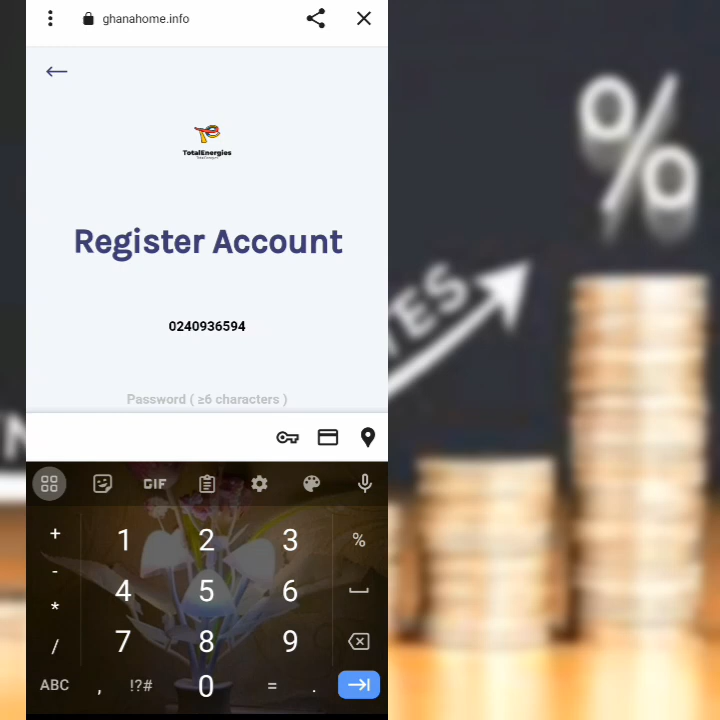 ghanahome.info
TotalEnergies
Register Account
0240936594
Password ( ≥6 characters )
GIF
+ 1 2 3 %
-
4 5 6
*
/ 7 8 9
ABC , !?# 0 = .
%